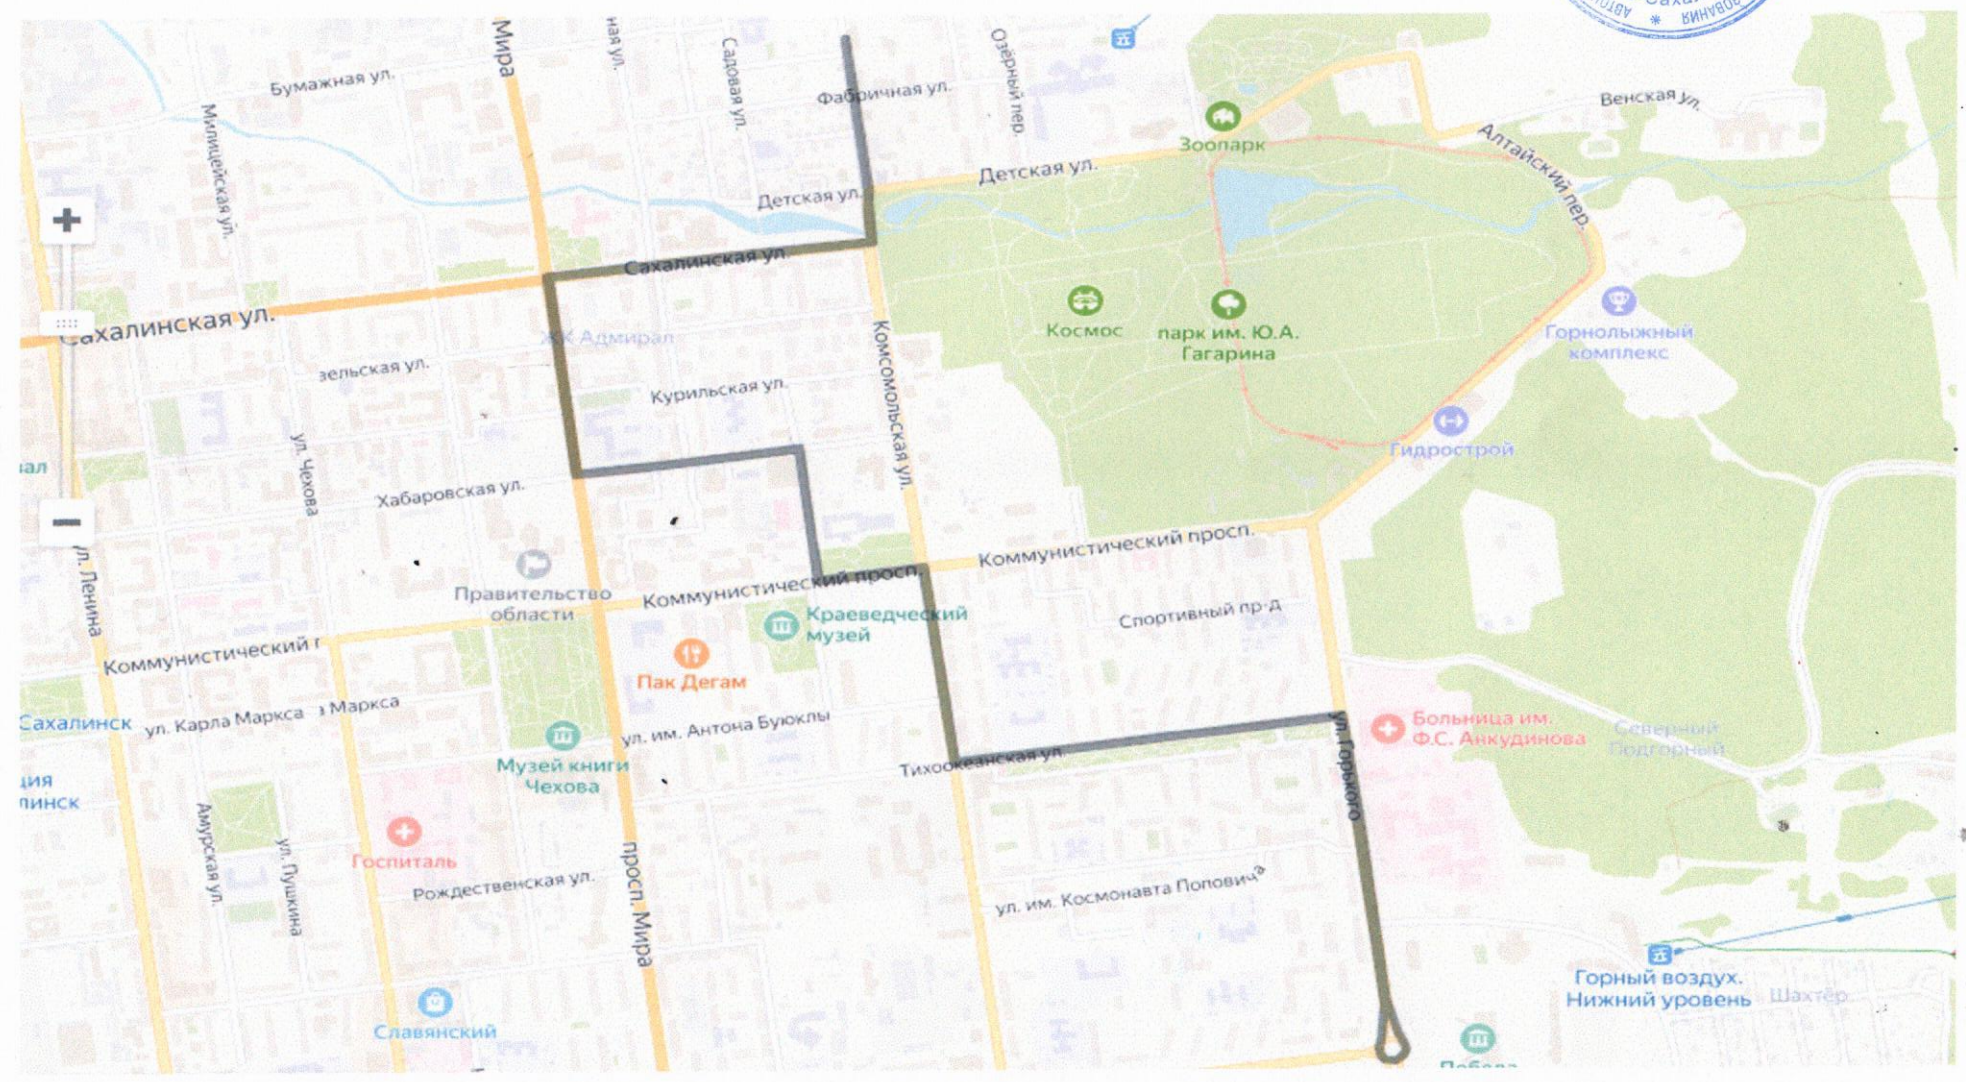 Мира
ная ул.
Садовая ул.
Бумажная ул.
Милицейская ул.
Фабричная ул.
Озёрный пер.
Венская ул.
Зоопарк
Алтайский пер.
Детская ул.
Детская ул.
Сахалинская ул.
Сахалинская ул.
ЖК Адмирал
Космос
парк им. Ю.А.
Гагарина
Горнолыжный
комплекс
зельская ул.
Курильская ул.
Комсомольская ул.
Гидрострой
ул. Чехова
Хабаровская ул.
Коммунистический просп.
ул. Ленина
Правительство
области
Коммунистический просп.
Краеведческий
музей
Спортивный пр-д
Коммунистический п
Пак Дегам
Сахалинск
ул. Карла Маркса
а Маркса
ул. им. Антона Буюклы
Больница им.
Ф.С. Анкудинова
Северный
Подгорный
Музей книги
Чехова
Тихоокеанская ул.
ул. Горького
ция
линск
Амурская ул.
ул. Пушкина
Госпиталь
Рождественская ул.
просп. Мира
ул. им. Космонавта Поповича
Горный воздух.
Нижний уровень
Шахтёр
Славянский
Победа